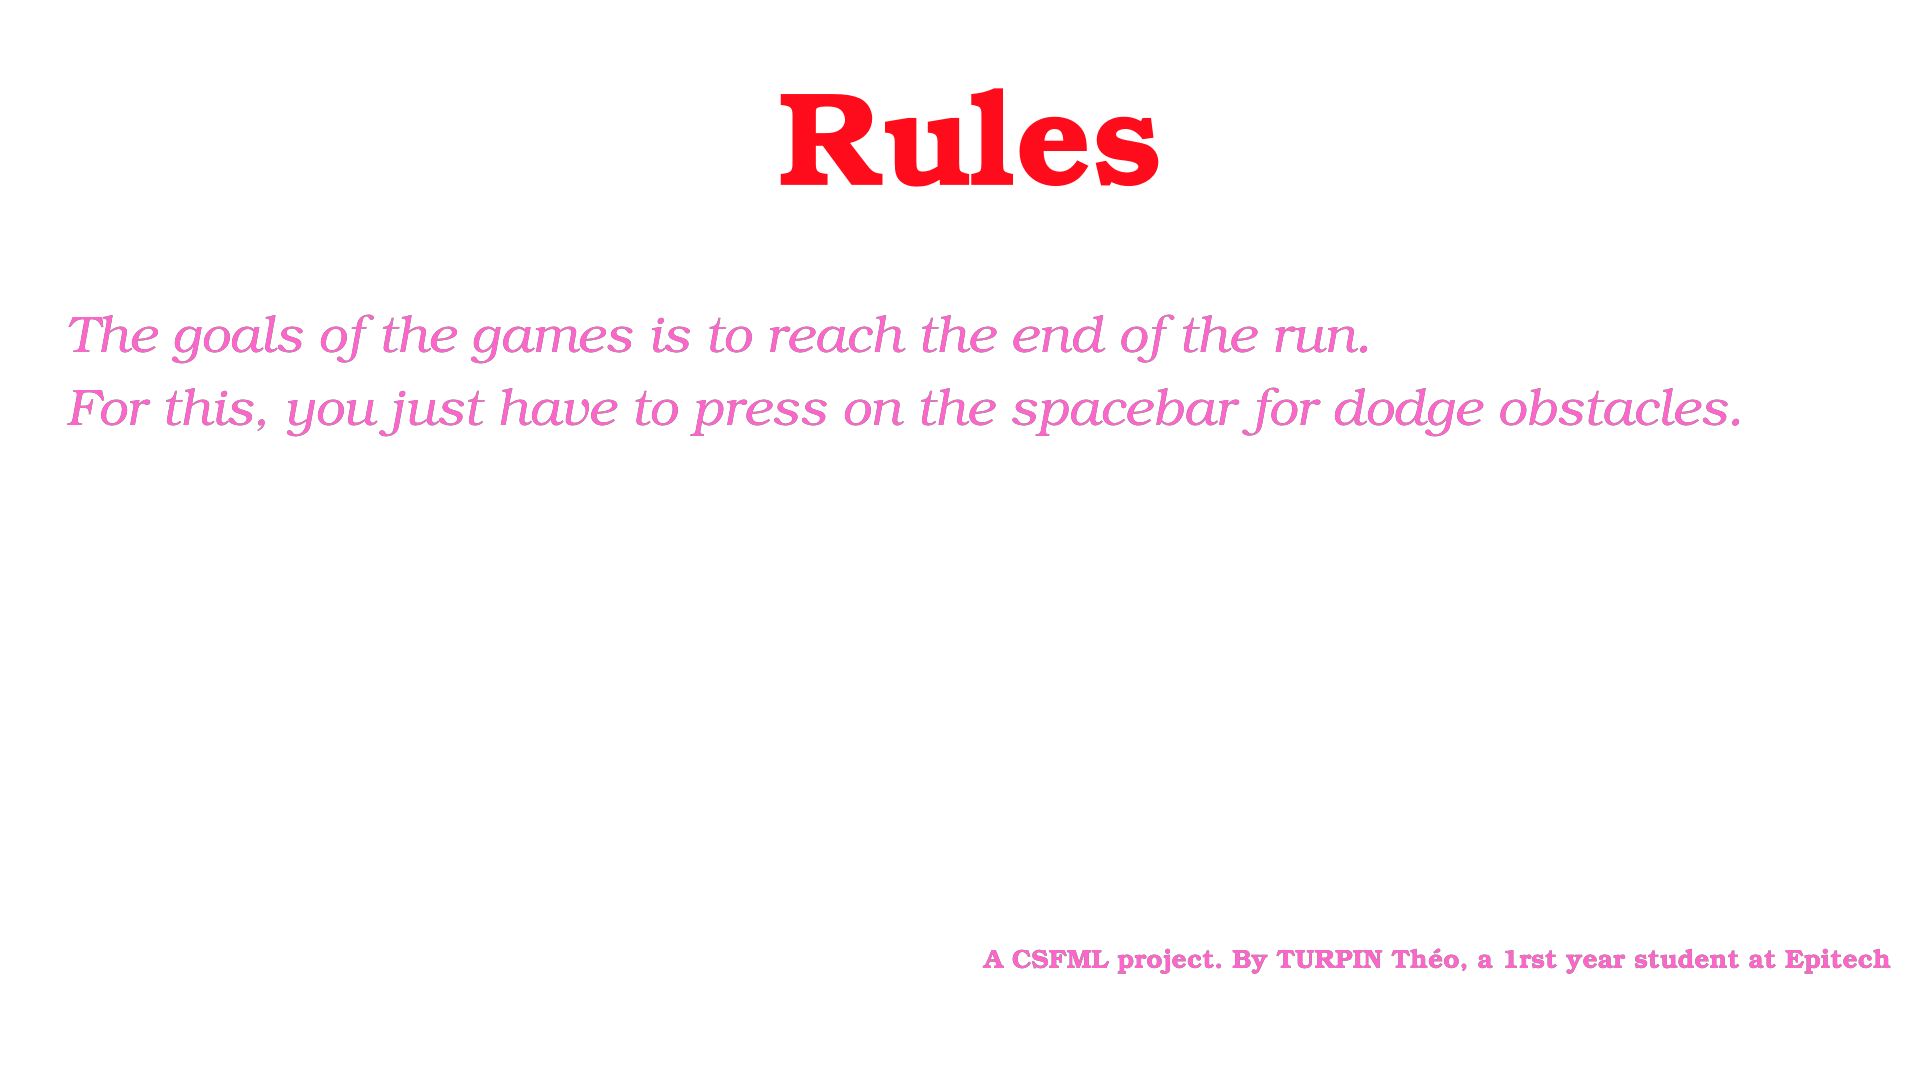 Rules
The goals of the games is to reach the end of the run.
For this, you just have to press on the spacebar for dodge obstacles.
A CSFML project. By TURPIN Théo, a 1rst year student at Epitech